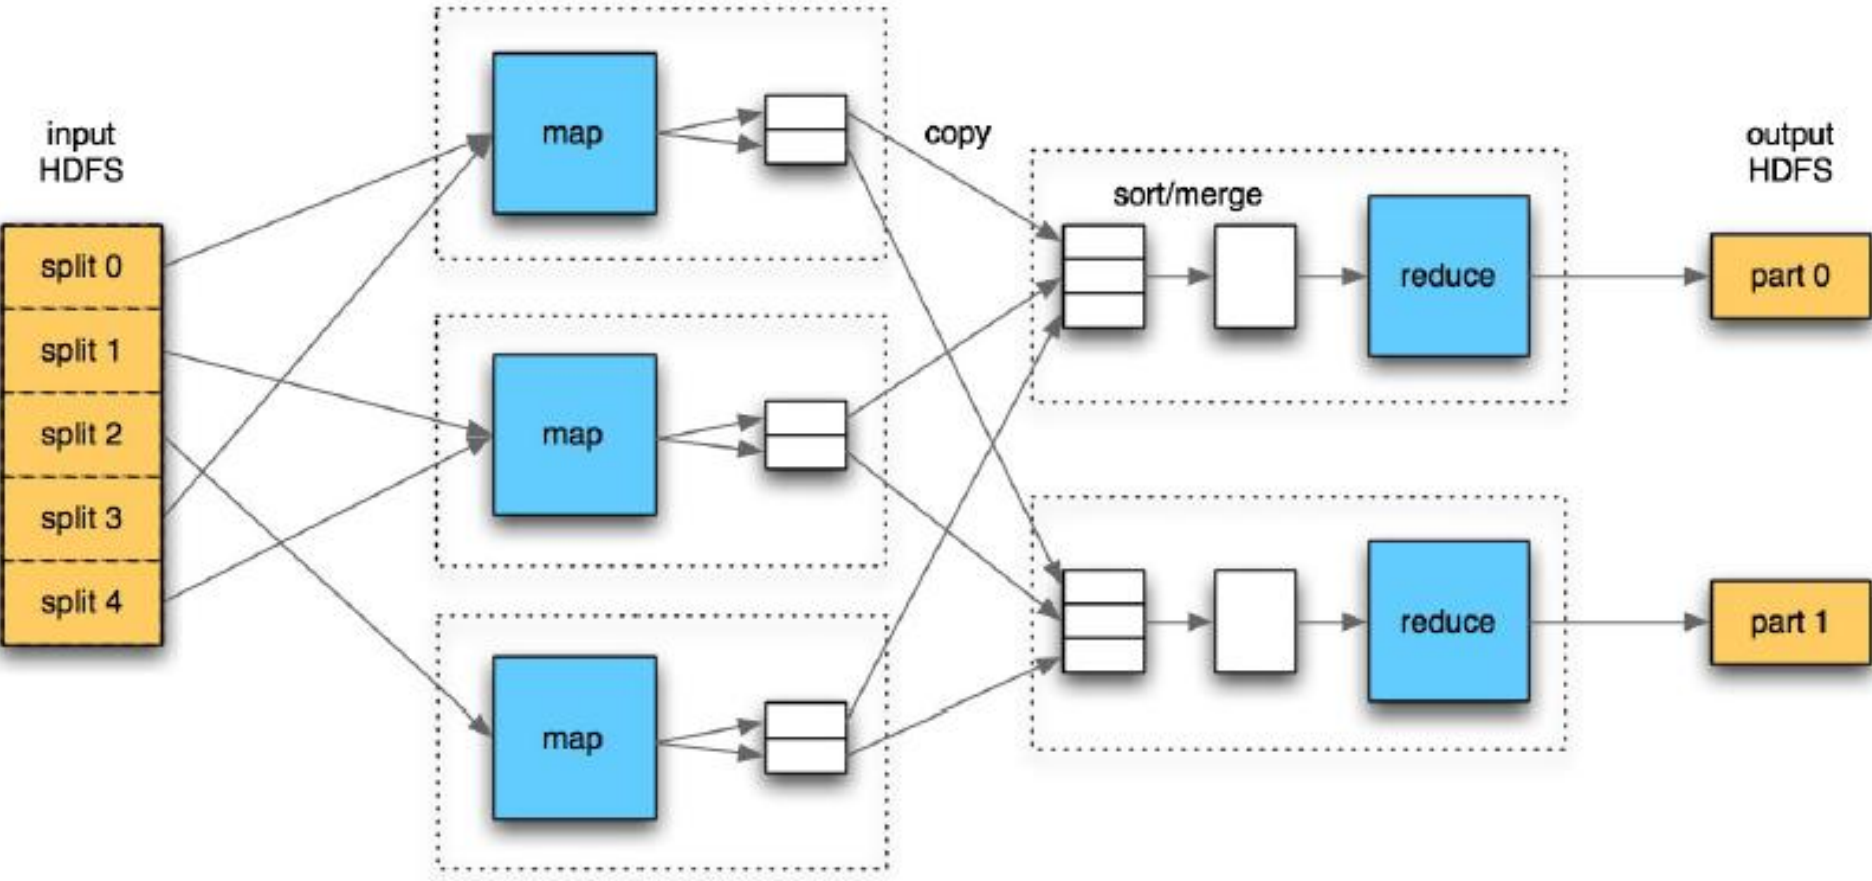 input
HDFS
split 0
split 1
split 2
split 3
split 4
map
map
map
copy
sort/merge
reduce
reduce
output
HDFS
part 0
part 1